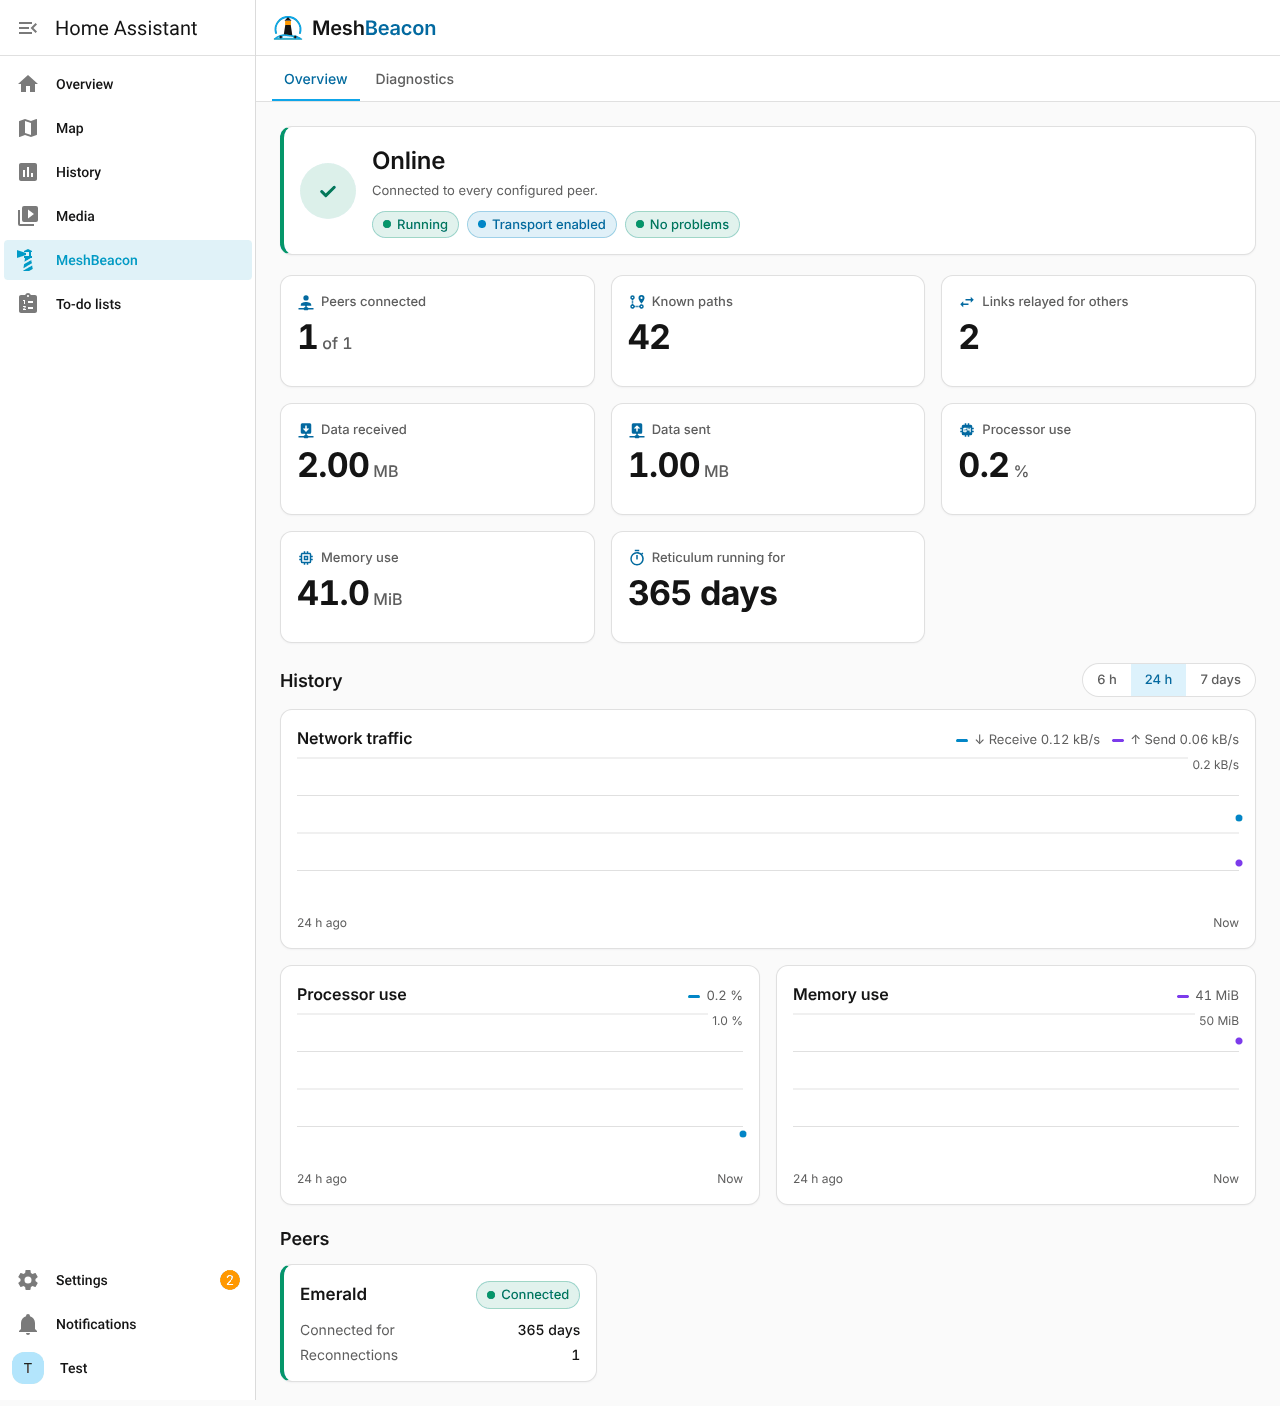 Home Assistant
MeshBeacon
Overview
Map
History
Media
MeshBeacon
To-do lists
Settings 2
Notifications
T Test
Overview Diagnostics
Online
Connected to every configured peer.
Running Transport enabled No problems
Peers connected
1 of 1
Known paths
42
Links relayed for others
2
Data received
2.00 MB
Data sent
1.00 MB
Processor use
0.2 %
Memory use
41.0 MiB
Reticulum running for
365 days
History
6 h 24 h 7 days
Network traffic
↓ Receive 0.12 kB/s ↑ Send 0.06 kB/s
0.2 kB/s
24 h ago Now
Processor use
0.2 %
1.0 %
24 h ago Now
Memory use
41 MiB
50 MiB
24 h ago Now
Peers
Emerald Connected
Connected for 365 days
Reconnections 1